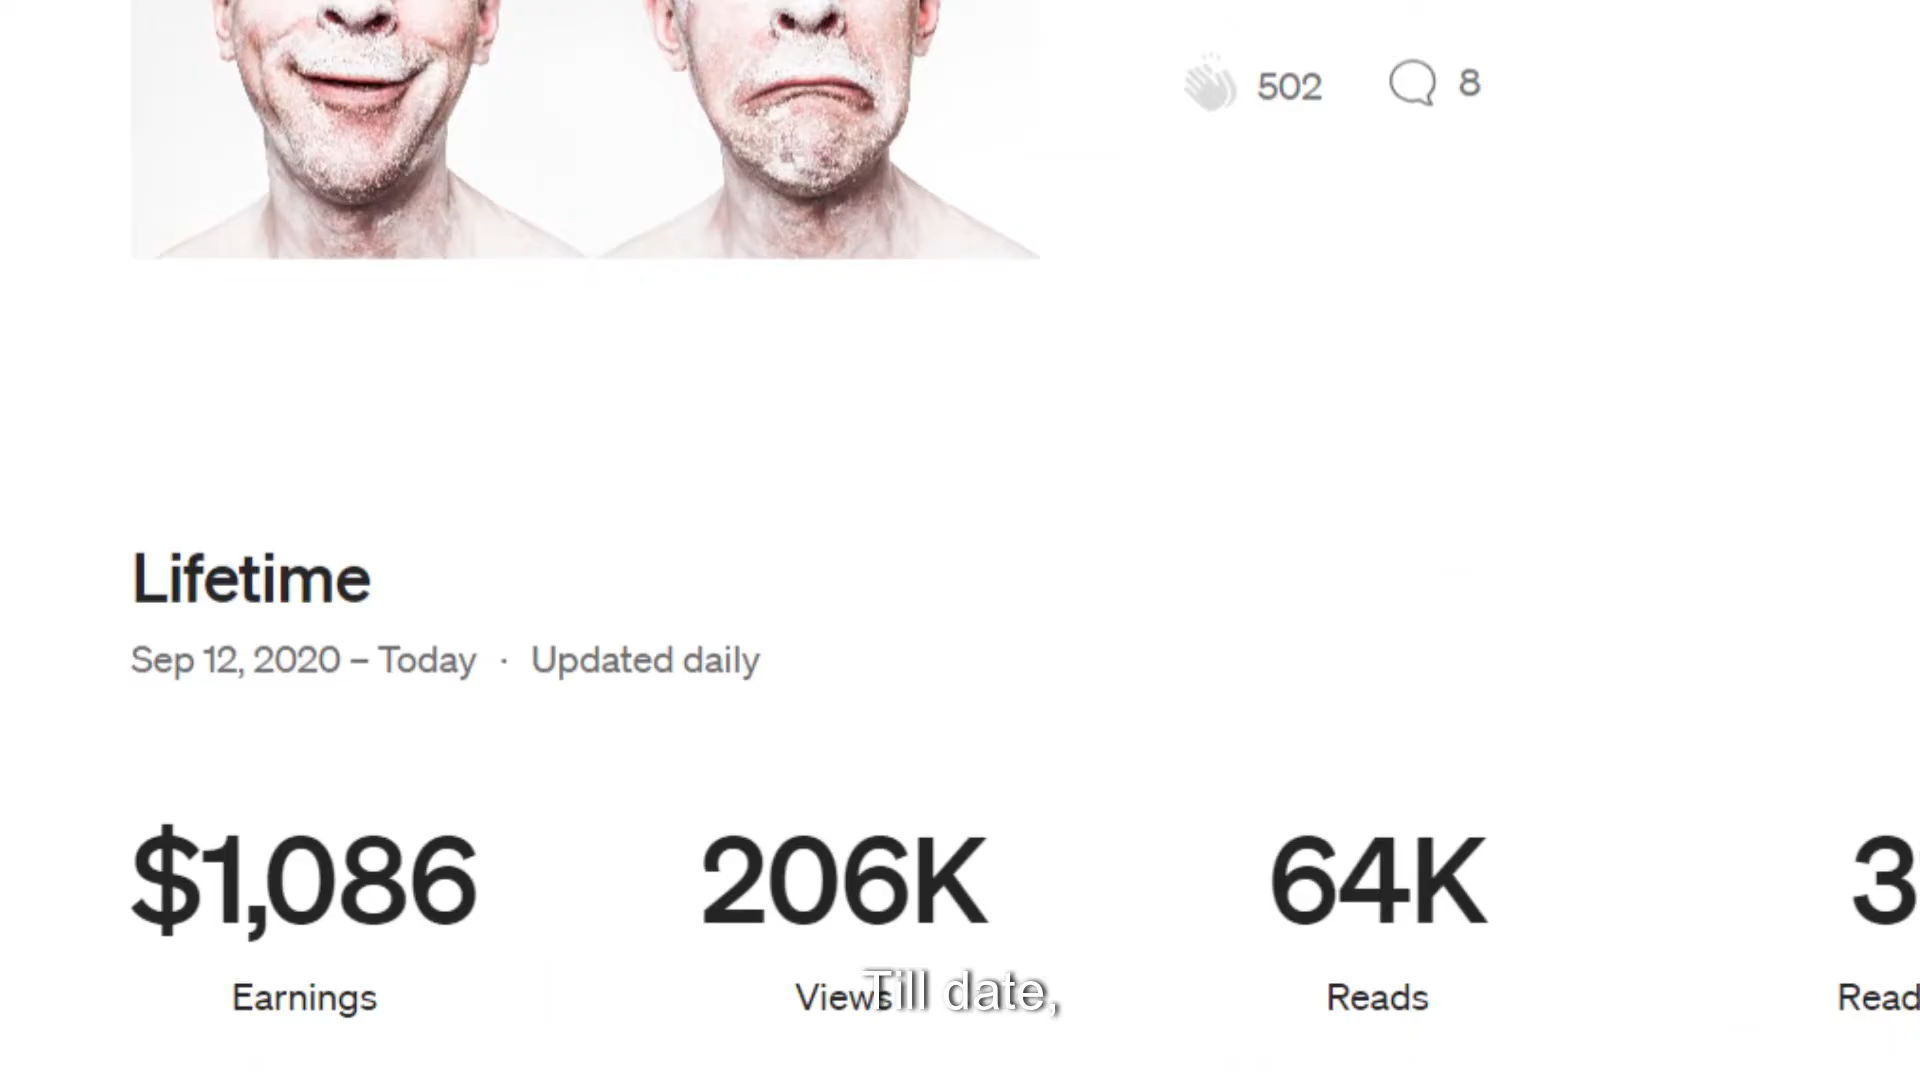 502 8
Lifetime
Sep 12, 2020 – Today · Updated daily
$1,086 206K 64K 3
Earnings Views Reads Read
Till date,